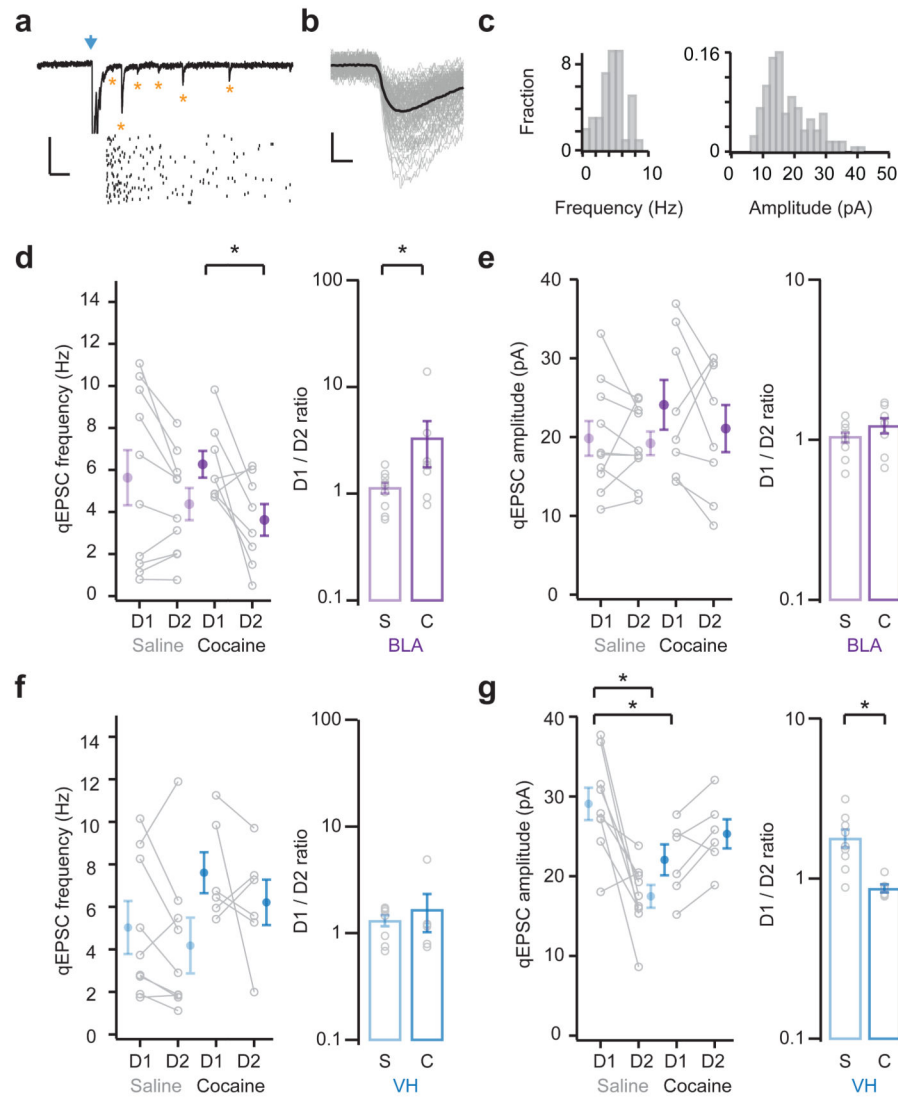 a
b
c
*
*
*
*
*
*
Fraction
8
4
0
0
10
Frequency (Hz)
0.16
0
10
20
30
40
50
Amplitude (pA)
d
*
*
qEPSC frequency (Hz)
14
12
10
8
6
4
2
0
D1
D2
D1
D2
Saline
Cocaine
D1 / D2 ratio
100
10
1
0.1
S
C
BLA
e
qEPSC amplitude (pA)
40
30
20
10
0
D1
D2
D1
D2
Saline
Cocaine
D1 / D2 ratio
10
1
0.1
S
C
BLA
f
qEPSC frequency (Hz)
14
12
10
8
6
4
2
0
D1
D2
D1
D2
Saline
Cocaine
D1 / D2 ratio
100
10
1
0.1
S
C
VH
g
*
*
*
qEPSC amplitude (pA)
40
30
20
10
0
D1
D2
D1
D2
Saline
Cocaine
D1 / D2 ratio
10
1
0.1
S
C
VH